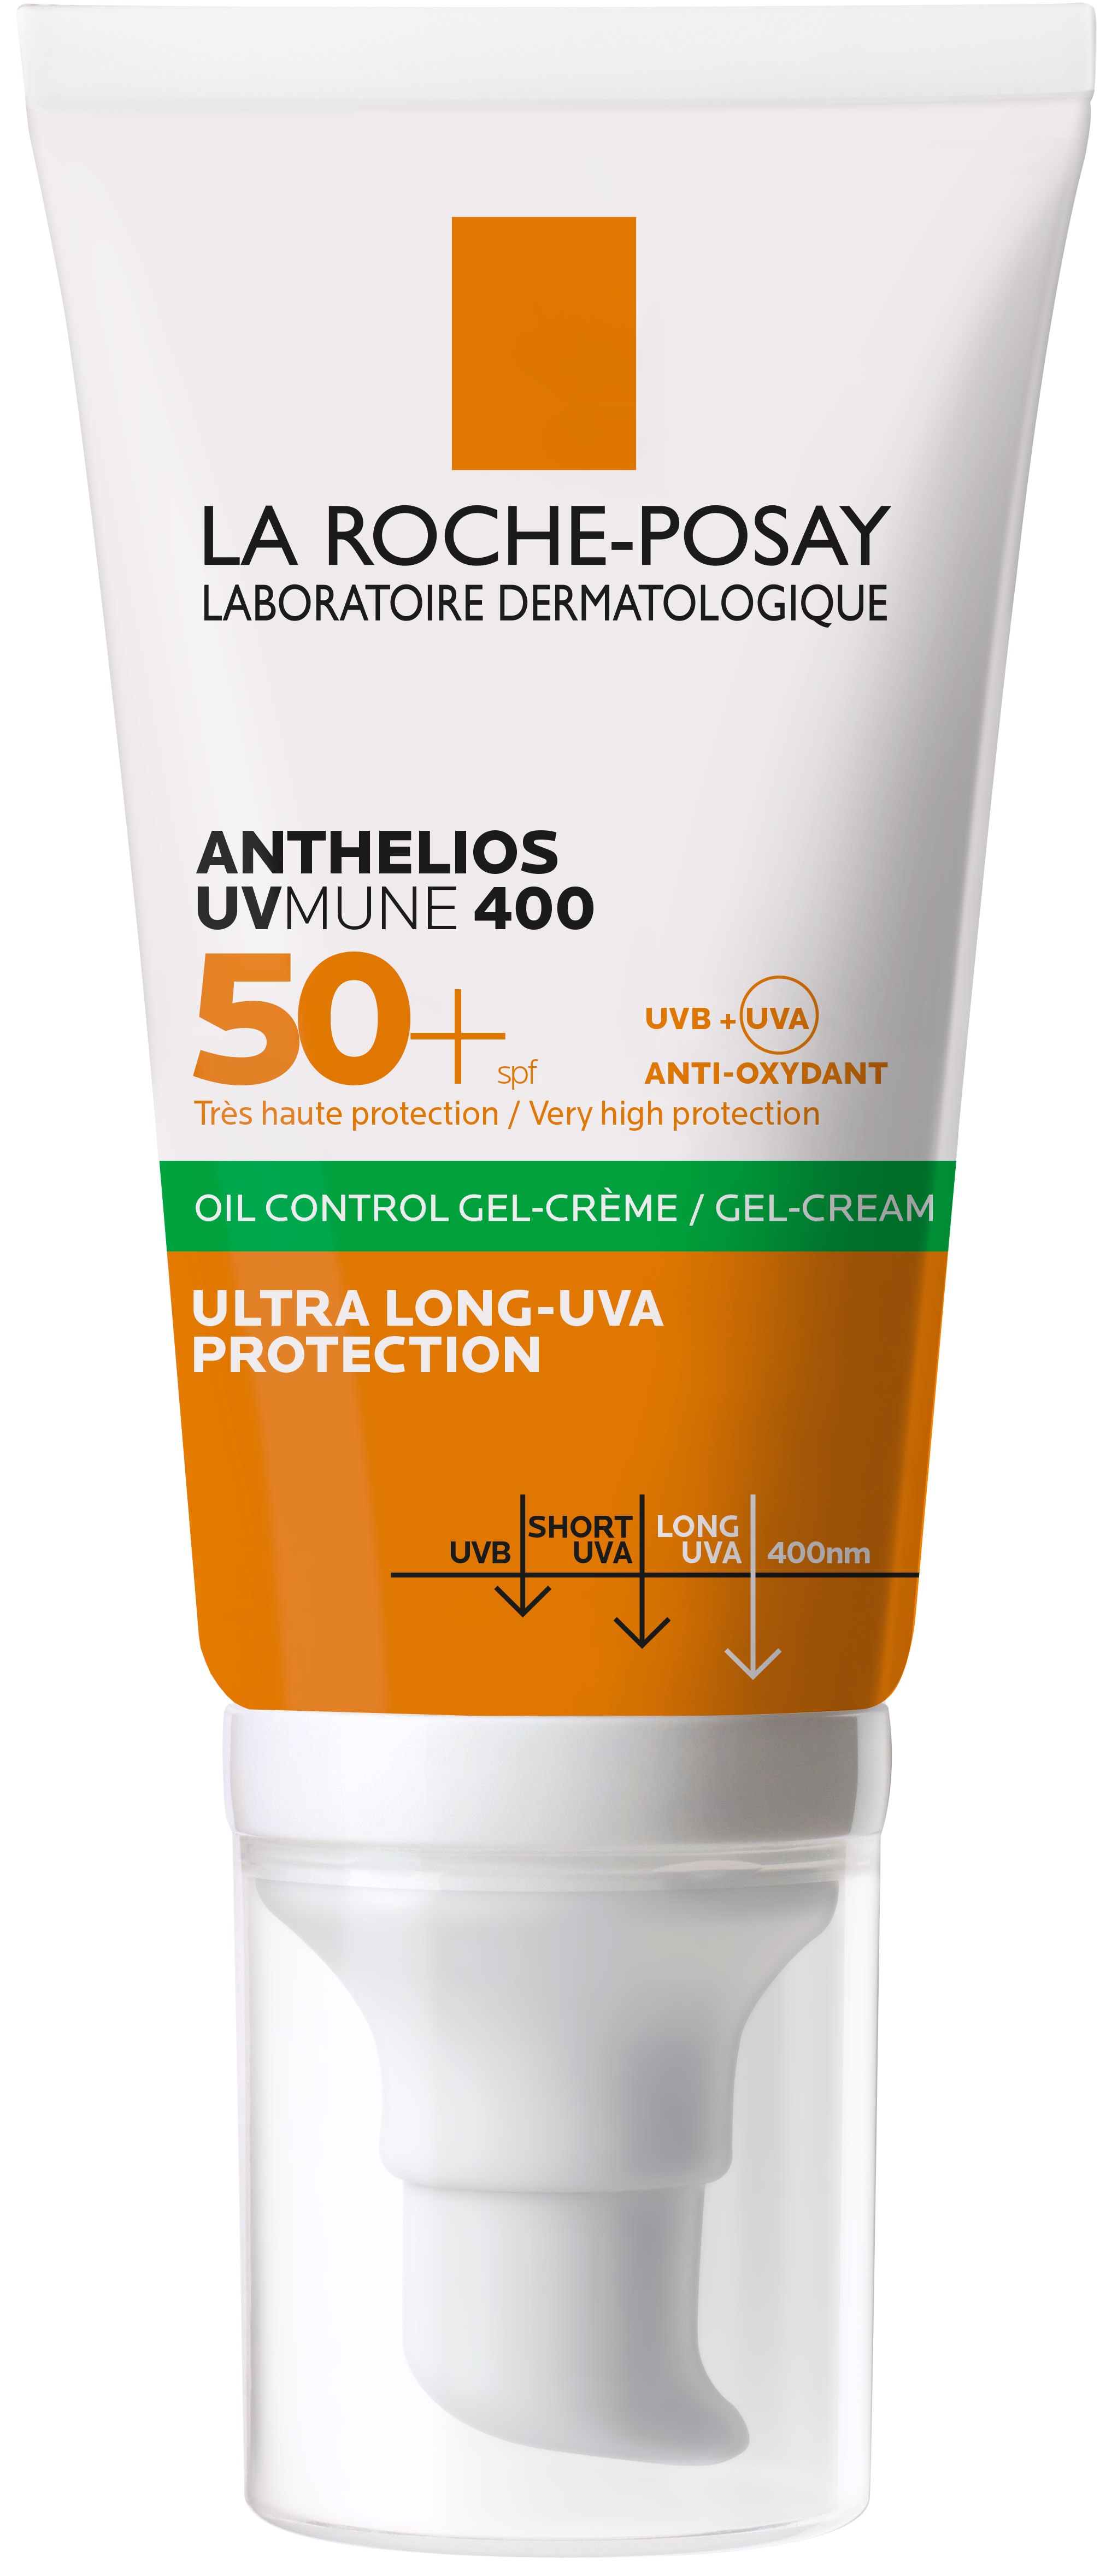 LA ROCHE-POSAY
LABORATOIRE DERMATOLOGIQUE
ANTHELIOS
UVMUNE 400
50+ spf
UVB + UVA
ANTI-OXYDANT
Très haute protection / Very high protection
OIL CONTROL GEL-CRÈME / GEL-CREAM
ULTRA LONG-UVA
PROTECTION
UVB
SHORT
UVA
LONG
UVA
400nm